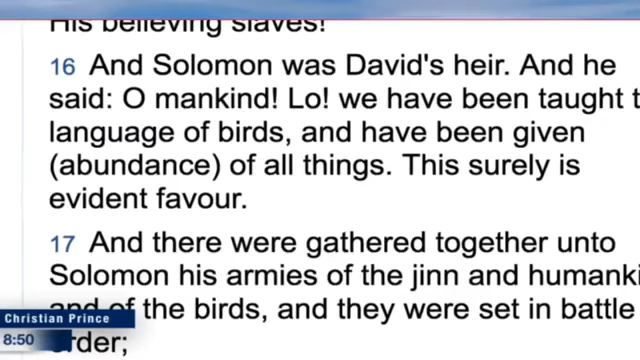 His believing slaves!
16 And Solomon was David's heir. And he
said: O mankind! Lo! we have been taught t
language of birds, and have been given
(abundance) of all things. This surely is
evident favour.
17 And there were gathered together unto
Solomon his armies of the jinn and humanki
and of the birds, and they were set in battle
order;
Christian Prince
8:50